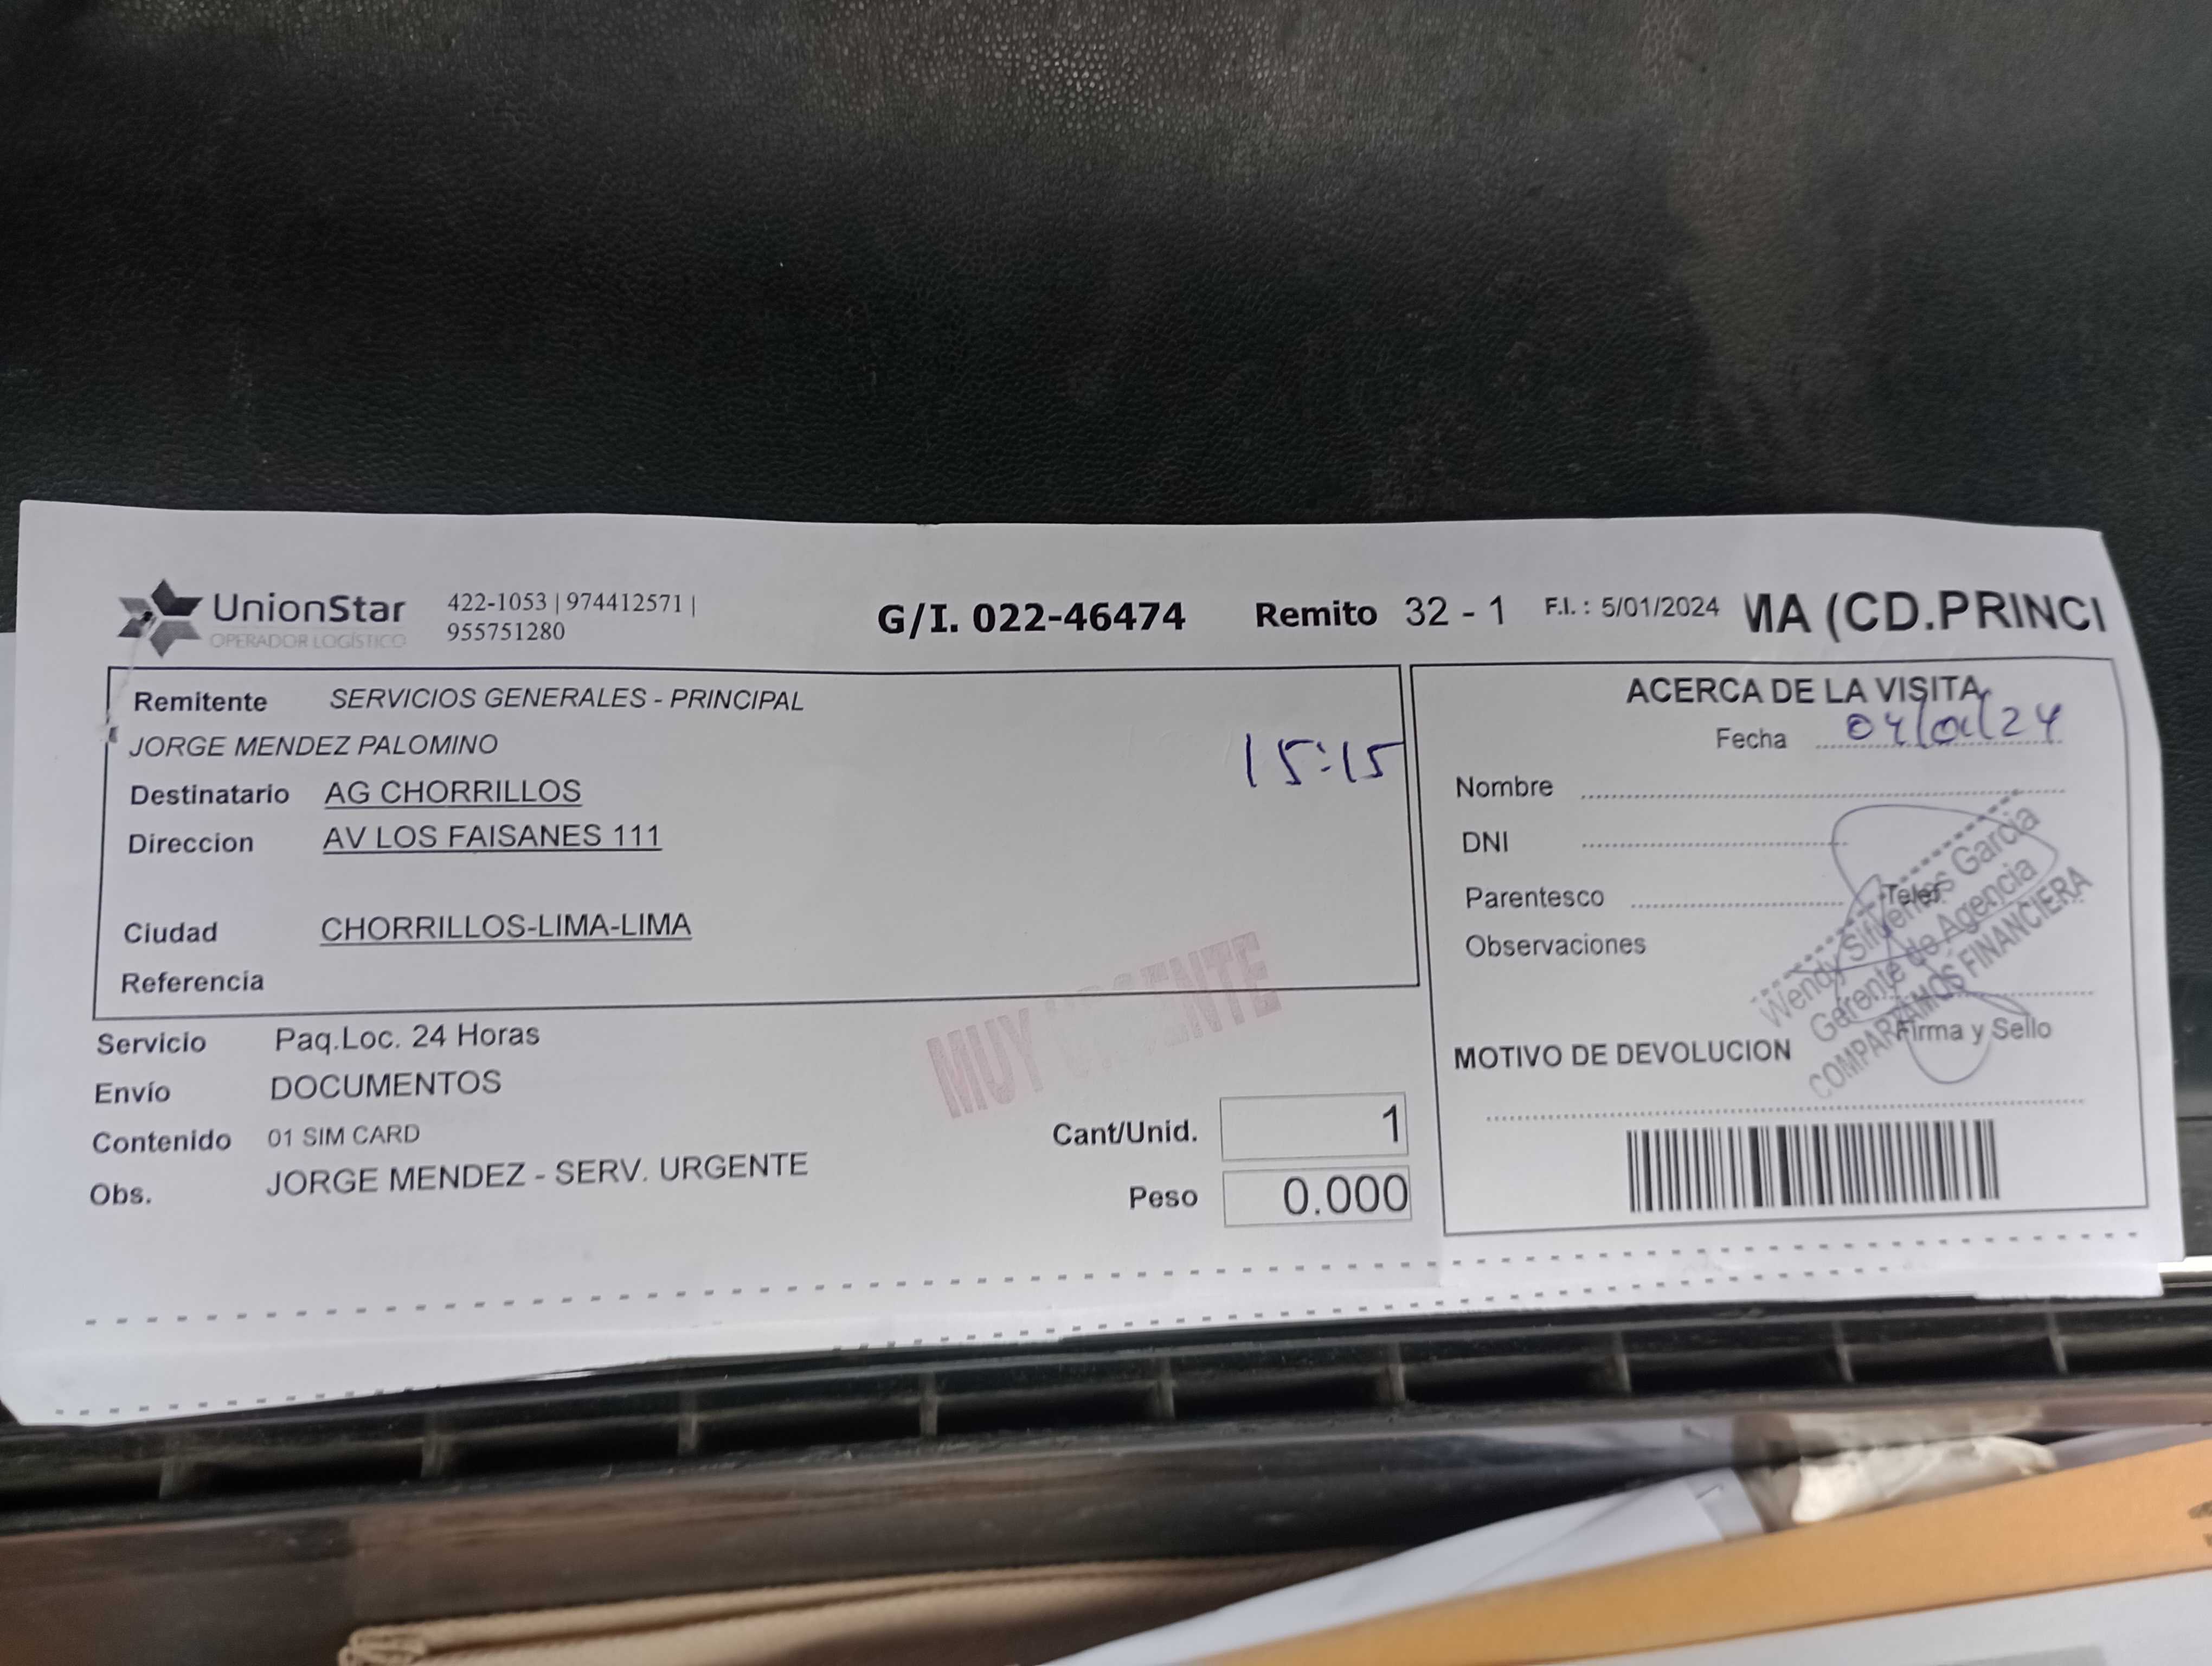 UnionStar
OPERADOR LOGÍSTICO
422-1053 | 974412571 |
955751280
G/I. 022-46474
Remito 32 - 1
F.I. : 5/01/2024
MA (CD.PRINCI
Remitente SERVICIOS GENERALES - PRINCIPAL
JORGE MENDEZ PALOMINO
15:15
Destinatario AG CHORRILLOS
Direccion AV LOS FAISANES 111
Ciudad CHORRILLOS-LIMA-LIMA
Referencia
Servicio Paq.Loc. 24 Horas
Envío DOCUMENTOS
Contenido 01 SIM CARD
Obs. JORGE MENDEZ - SERV. URGENTE
MUY URGENTE
Cant/Unid. 1
Peso 0.000
ACERCA DE LA VISITA
Fecha 04/01/24
Nombre
DNI
Parentesco Telef
Observaciones
Wendy Sifuentes Garcia
Gerente de Agencia
COMPARTAMOS FINANCIERA
Firma y Sello
MOTIVO DE DEVOLUCION